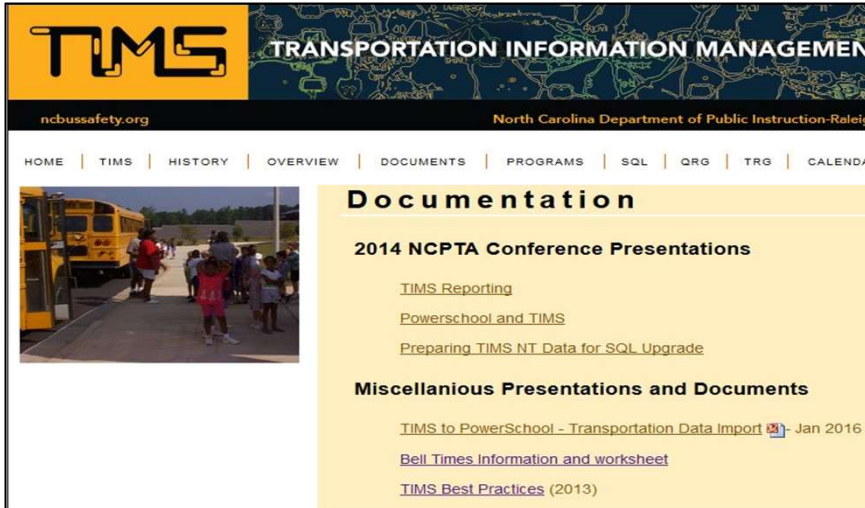 TIMS
TRANSPORTATION INFORMATION MANAGEMEN
ncbussafety.org
North Carolina Department of Public Instruction-Raleig
HOME | TIMS | HISTORY | OVERVIEW | DOCUMENTS | PROGRAMS | SQL | QRG | TRG | CALENDA
Documentation
2014 NCPTA Conference Presentations
TIMS Reporting
Powerschool and TIMS
Preparing TIMS NT Data for SQL Upgrade
Miscellanious Presentations and Documents
TIMS to PowerSchool - Transportation Data Import - Jan 2016
Bell Times Information and worksheet
TIMS Best Practices (2013)